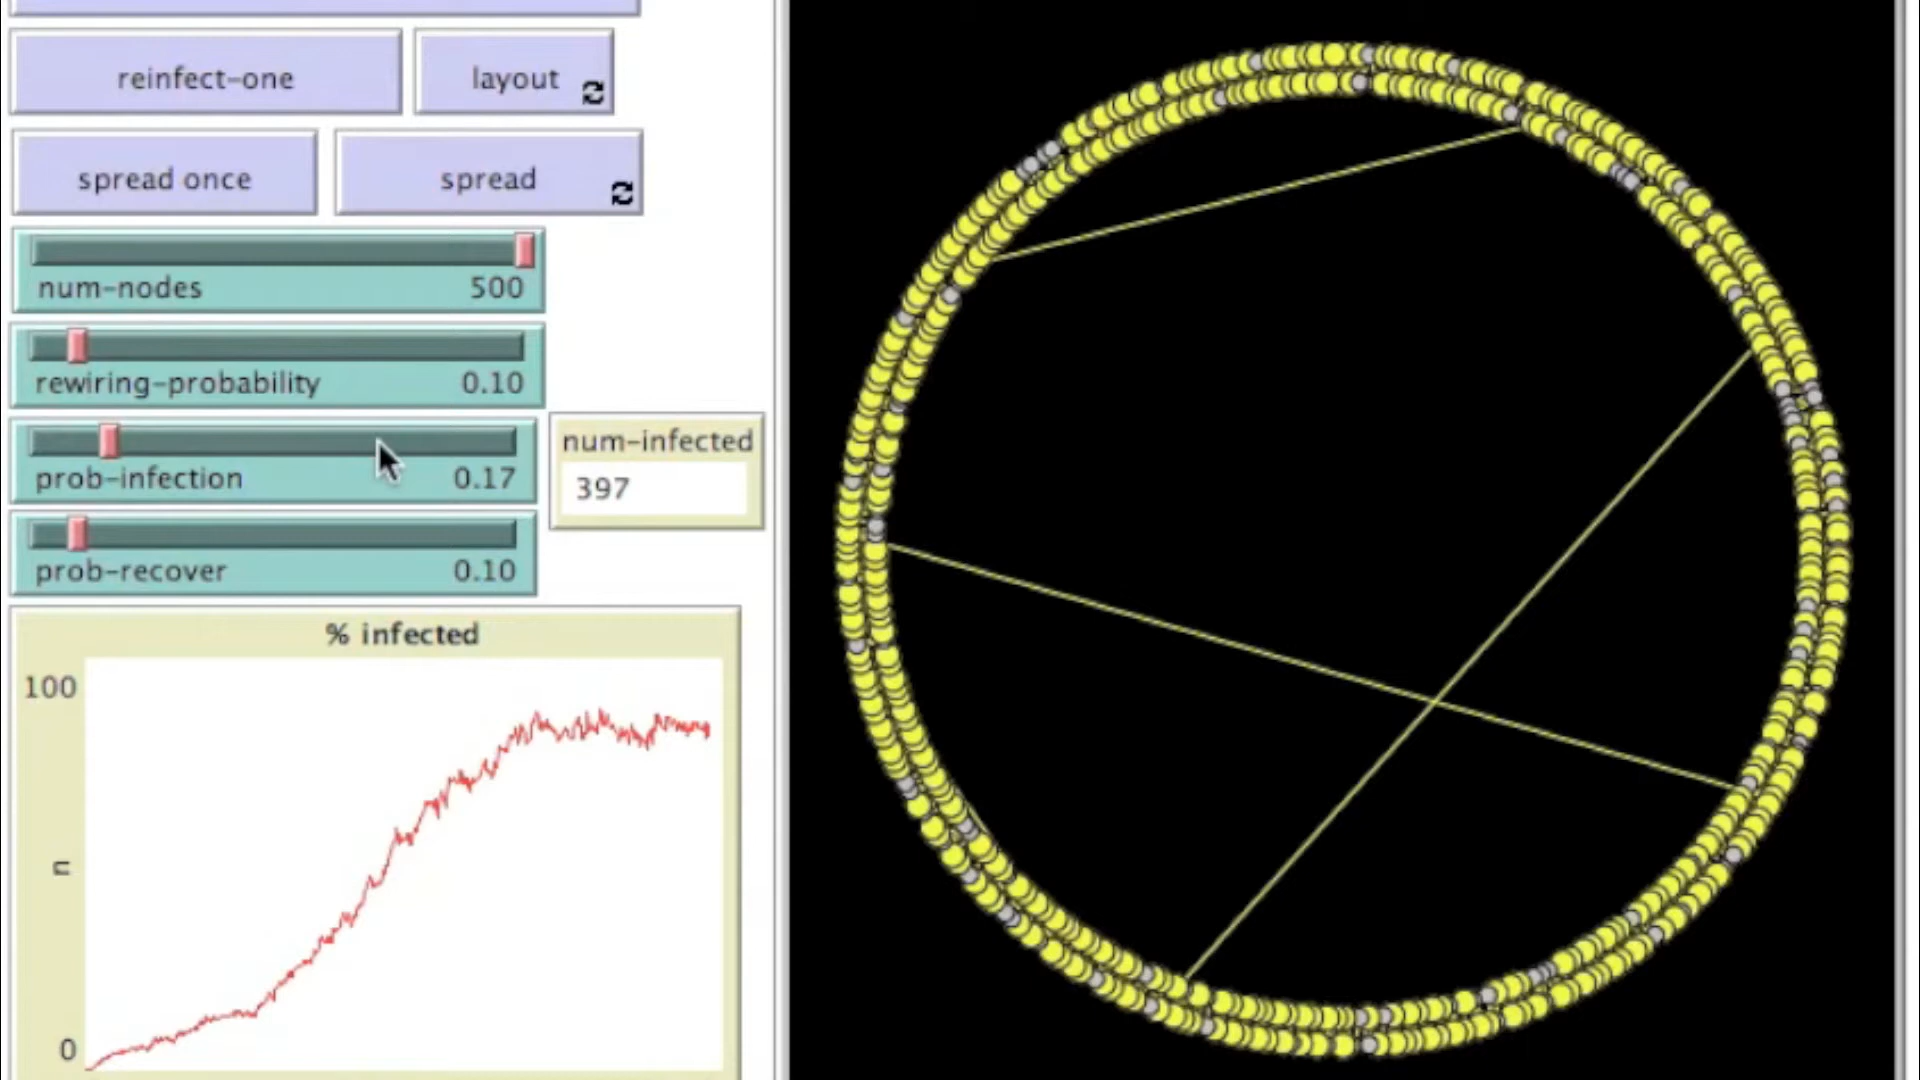 reinfect-one
layout
spread once
spread
num-nodes 500
rewiring-probability 0.10
prob-infection 0.17
num-infected
397
prob-recover 0.10
% infected
100
n
0